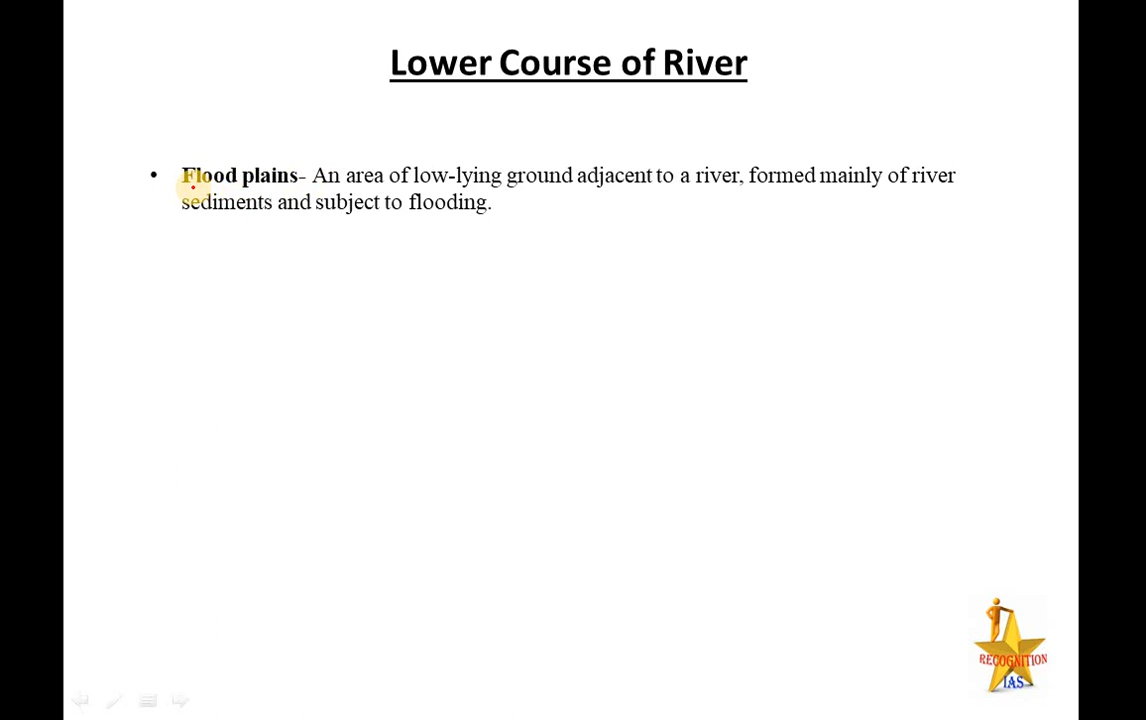 Lower Course of River
• Flood plains- An area of low-lying ground adjacent to a river, formed mainly of river
sediments and subject to flooding.
RECOGNITION
IAS